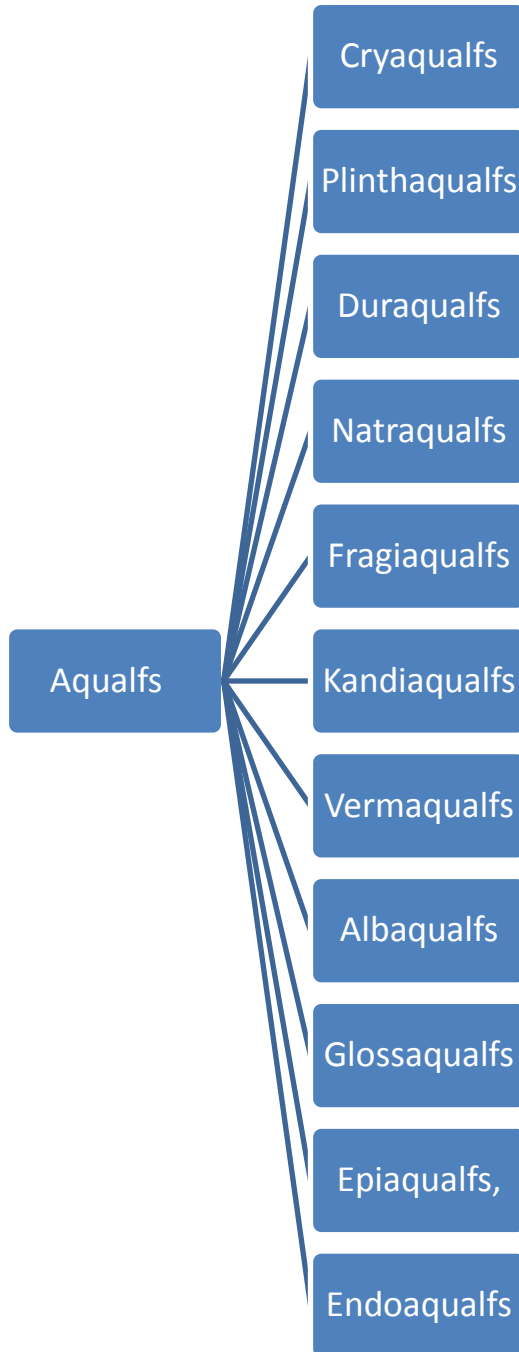 Cryaqualfs
Plinthaqualfs
Duraqualfs
Natraqualfs
Fragiaqualfs
Aqualfs
Kandiaqualfs
Vermaqualfs
Albaqualfs
Glossaqualfs
Epiaqualfs,
Endoaqualfs